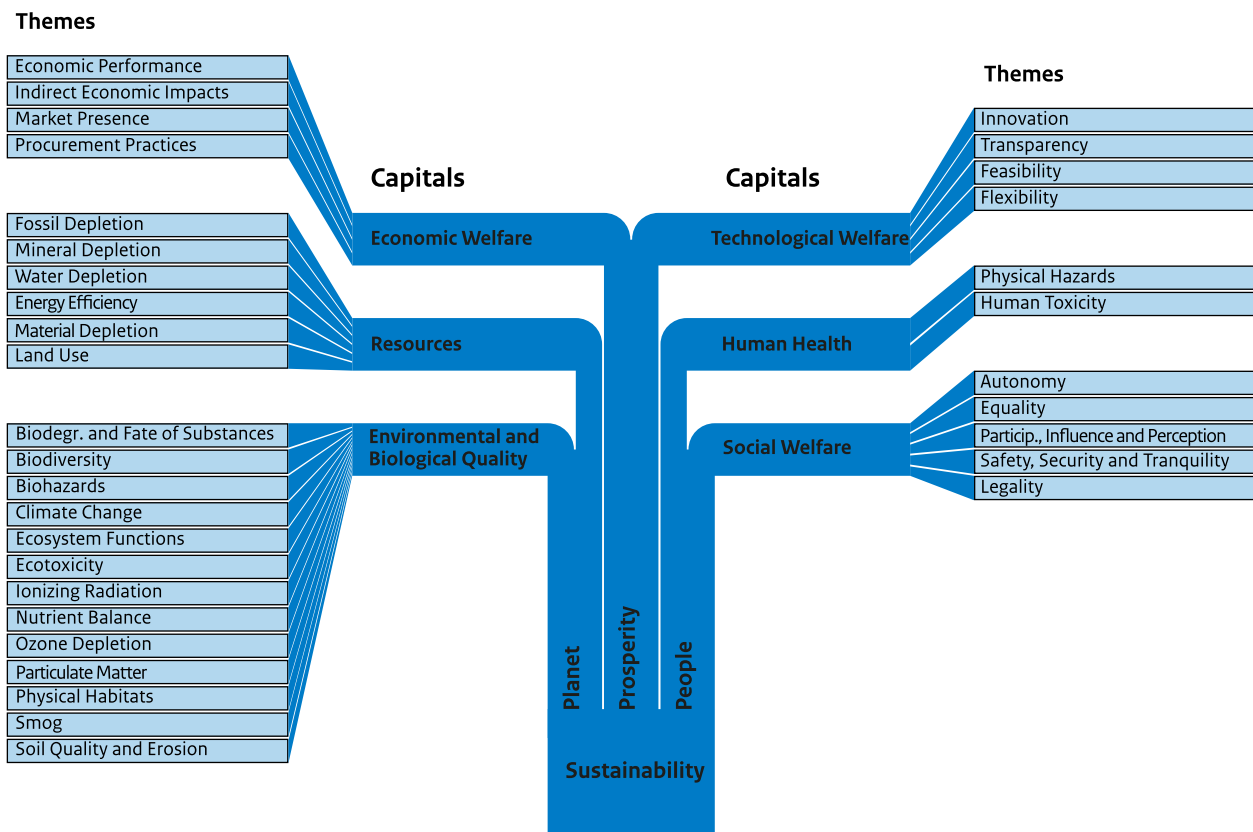 Themes
Economic Performance
Indirect Economic Impacts
Market Presence
Procurement Practices
Fossil Depletion
Mineral Depletion
Water Depletion
Energy Efficiency
Material Depletion
Land Use
Biodegr. and Fate of Substances
Biodiversity
Biohazards
Climate Change
Ecosystem Functions
Ecotoxicity
Ionizing Radiation
Nutrient Balance
Ozone Depletion
Particulate Matter
Physical Habitats
Smog
Soil Quality and Erosion
Capitals
Economic Welfare
Resources
Environmental and
Biological Quality
Capitals
Technological Welfare
Human Health
Social Welfare
Themes
Innovation
Transparency
Feasibility
Flexibility
Physical Hazards
Human Toxicity
Autonomy
Equality
Particip., Influence and Perception
Safety, Security and Tranquility
Legality
Planet
Prosperity
People
Sustainability